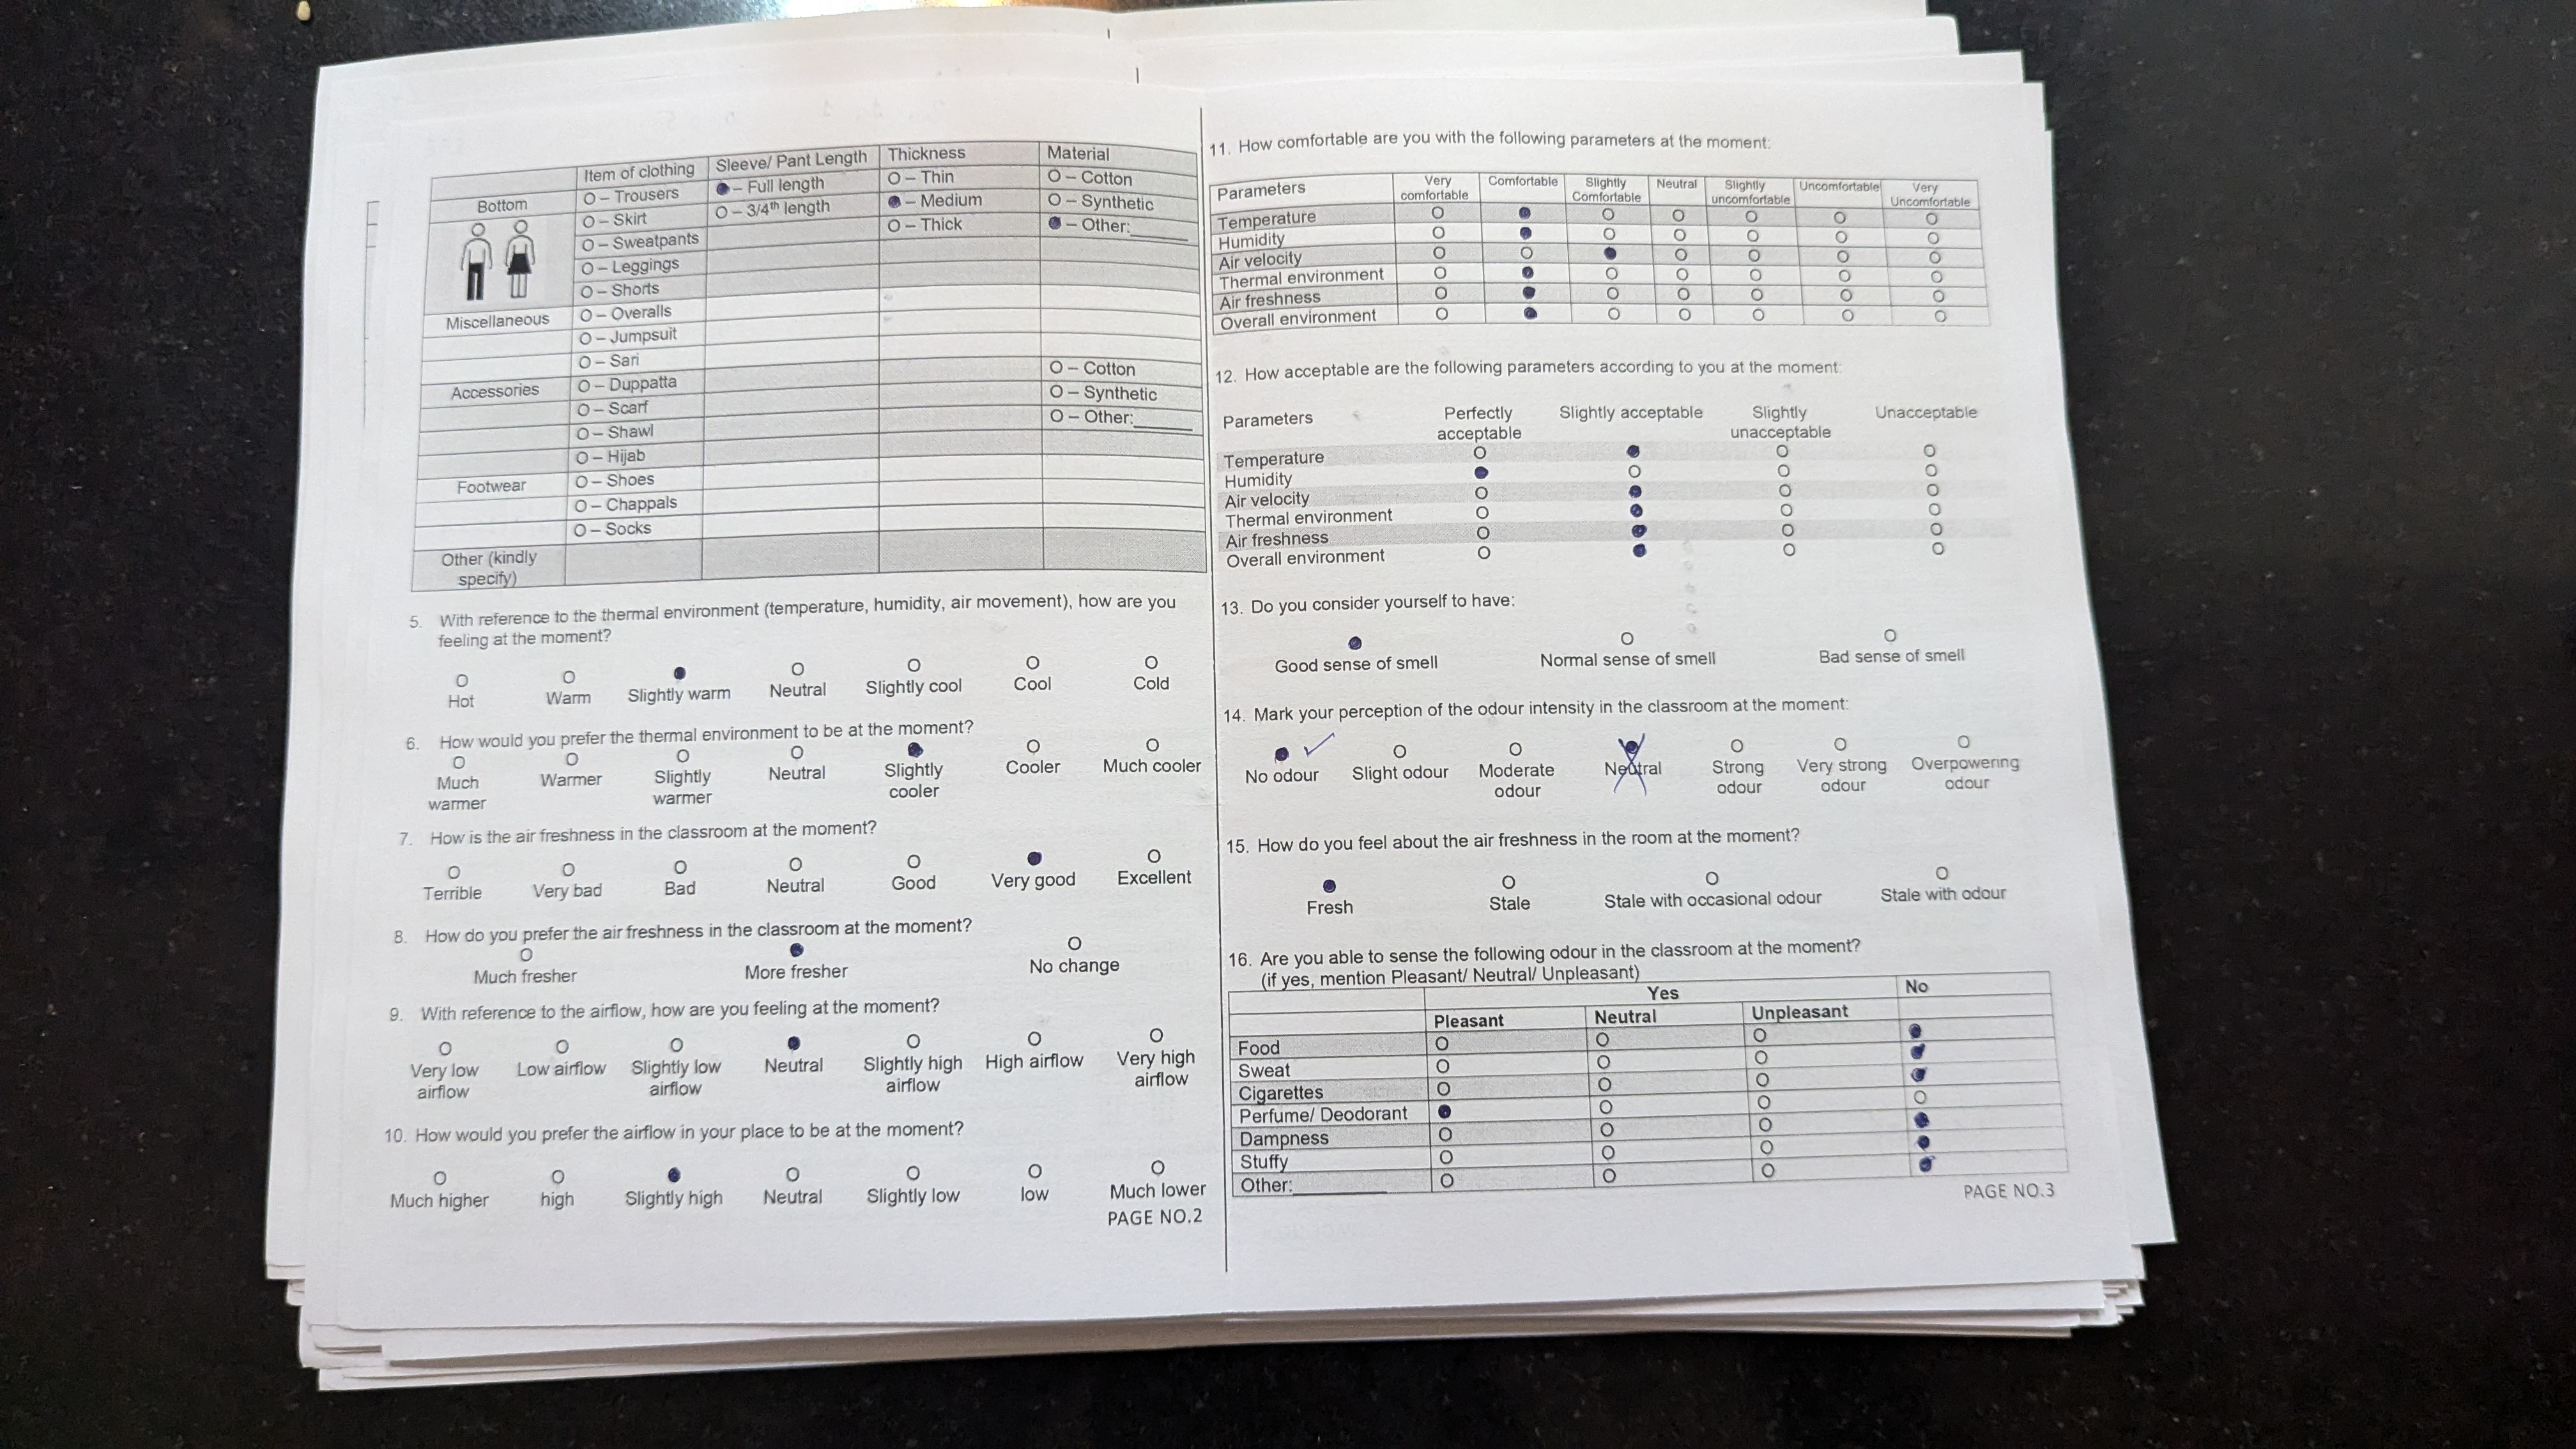 Item of clothing Sleeve/ Pant Length Thickness Material
Bottom O – Trousers ● – Full length O – Thin O – Cotton
O – Skirt O – 3/4th length ● – Medium O – Synthetic
O – Sweatpants ● O – Thick ● – Other:______
O – Leggings
O – Shorts
Miscellaneous O – Overalls
O – Jumpsuit
O – Sari
Accessories O – Duppatta O – Cotton
O – Scarf O – Synthetic
O – Shawl O – Other:______
O – Hijab
Footwear O – Shoes
O – Chappals
O – Socks
Other (kindly
specify)
5. With reference to the thermal environment (temperature, humidity, air movement), how are you
feeling at the moment?
O O ● O O O O
Hot Warm Slightly warm Neutral Slightly cool Cool Cold
6. How would you prefer the thermal environment to be at the moment?
O O O O ● O O
Much Warmer Slightly Neutral Slightly Cooler Much cooler
warmer warmer cooler
7. How is the air freshness in the classroom at the moment?
O O O O O ● O
Terrible Very bad Bad Neutral Good Very good Excellent
8. How do you prefer the air freshness in the classroom at the moment?
O ● O
Much fresher More fresher No change
9. With reference to the airflow, how are you feeling at the moment?
O O O ● O O O
Very low Low airflow Slightly low Neutral Slightly high High airflow Very high
airflow airflow airflow airflow
10. How would you prefer the airflow in your place to be at the moment?
O O ● O O O O
Much higher high Slightly high Neutral Slightly low low Much lower
PAGE NO.2
11. How comfortable are you with the following parameters at the moment:
Parameters Very Comfortable Slightly Neutral Slightly Uncomfortable Very
comfortable Comfortable uncomfortable Uncomfortable
Temperature O ● O O O O O
Humidity O ● O O O O O
Air velocity O O ● O O O O
Thermal environment O ● O O O O O
Air freshness O ● O O O O O
Overall environment O ● O O O O O
12. How acceptable are the following parameters according to you at the moment:
Parameters Perfectly Slightly acceptable Slightly Unacceptable
acceptable unacceptable
Temperature O ● O O
Humidity ● O O O
Air velocity O ● O O
Thermal environment O ● O O
Air freshness O ● O O
Overall environment O ● O O
13. Do you consider yourself to have:
● O O
Good sense of smell Normal sense of smell Bad sense of smell
14. Mark your perception of the odour intensity in the classroom at the moment:
● ✓ O O ● O O O
No odour Slight odour Moderate Neutral Strong Very strong Overpowering
odour odour odour odour
15. How do you feel about the air freshness in the room at the moment?
● O O O
Fresh Stale Stale with occasional odour Stale with odour
16. Are you able to sense the following odour in the classroom at the moment?
(if yes, mention Pleasant/ Neutral/ Unpleasant)
Yes No
Pleasant Neutral Unpleasant
Food O O O ●
Sweat O O O ●
Cigarettes O O O ●
Perfume/ Deodorant ● O O O
Dampness O O O ●
Stuffy O O O ●
Other:__________ O O O ●
PAGE NO.3